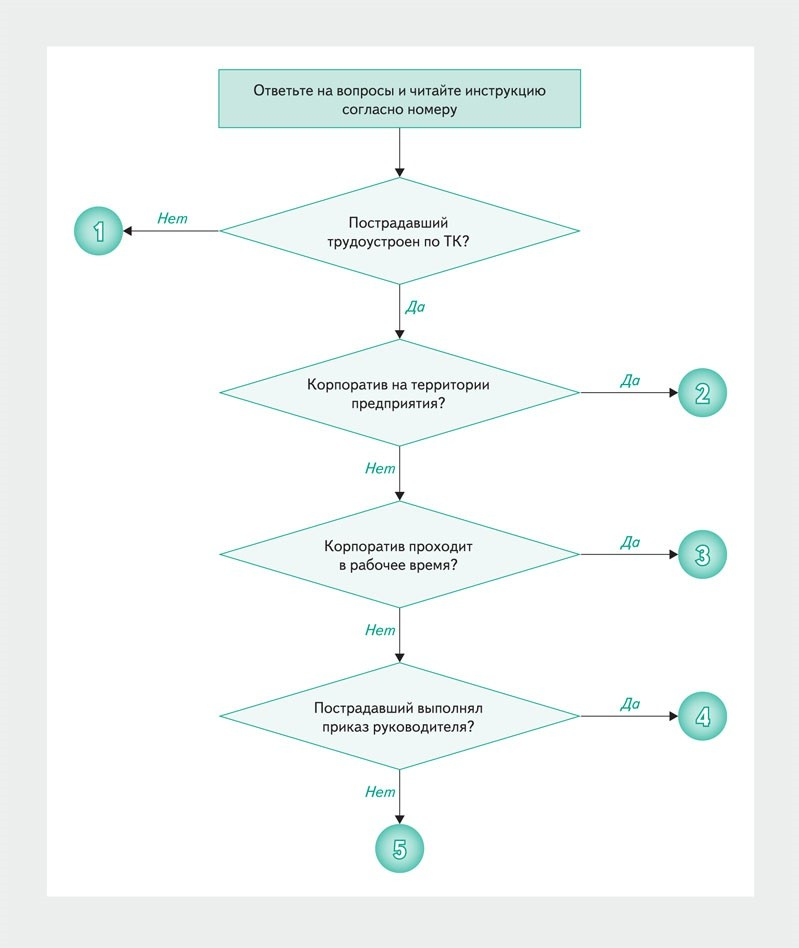 Ответьте на вопросы и читайте инструкцию
согласно номеру
Пострадавший
трудоустроен по ТК?
Нет
1
Да
Корпоратив на территории
предприятия?
Да
2
Нет
Корпоратив проходит
в рабочее время?
Да
3
Нет
Пострадавший выполнял
приказ руководителя?
Да
4
Нет
5